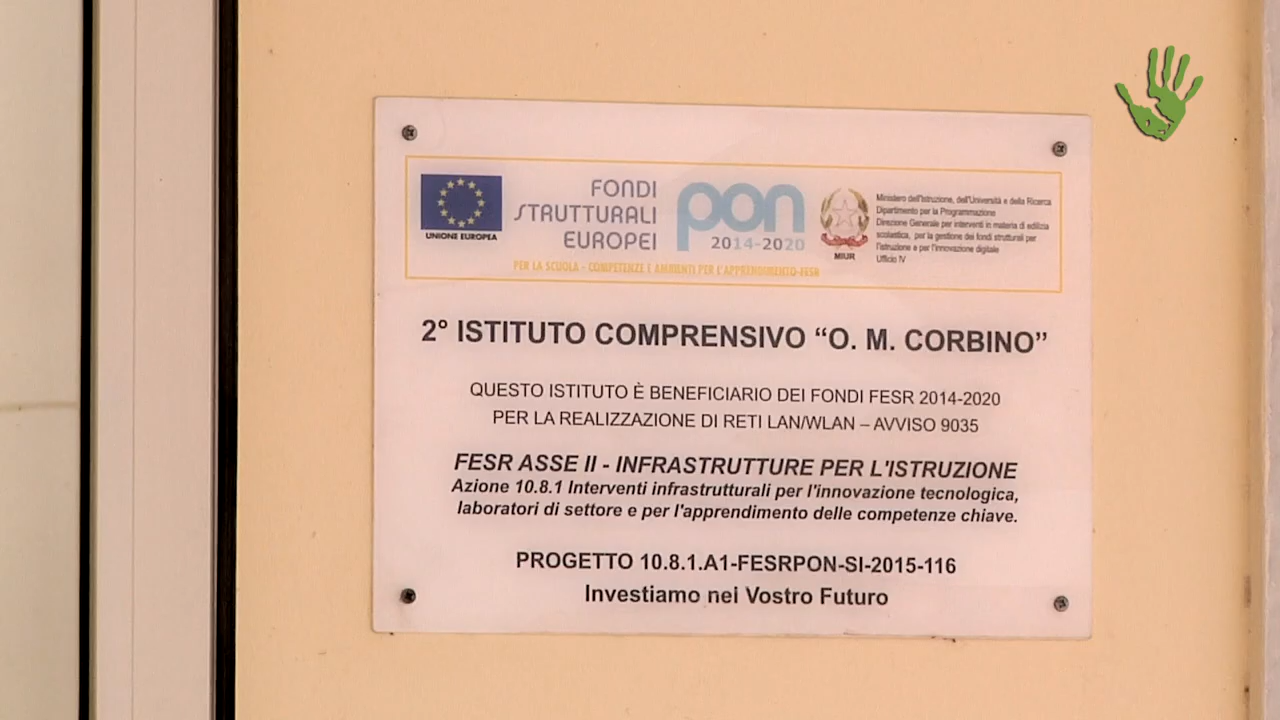 UNIONE EUROPEA
FONDI
STRUTTURALI
EUROPEI
pon
2014-2020
PER LA SCUOLA - COMPETENZE E AMBIENTI PER L'APPRENDIMENTO-FESR
MIUR
Ministero dell'Istruzione, dell'Università e della Ricerca
Dipartimento per la Programmazione
Direzione Generale per interventi in materia di edilizia
scolastica, per la gestione dei fondi strutturali per
l'istruzione e per l'innovazione digitale
Ufficio IV
2° ISTITUTO COMPRENSIVO “O. M. CORBINO”
QUESTO ISTITUTO È BENEFICIARIO DEI FONDI FESR 2014-2020
PER LA REALIZZAZIONE DI RETI LAN/WLAN – AVVISO 9035
FESR ASSE II - INFRASTRUTTURE PER L'ISTRUZIONE
Azione 10.8.1 Interventi infrastrutturali per l'innovazione tecnologica,
laboratori di settore e per l'apprendimento delle competenze chiave.
PROGETTO 10.8.1.A1-FESRPON-SI-2015-116
Investiamo nei Vostro Futuro